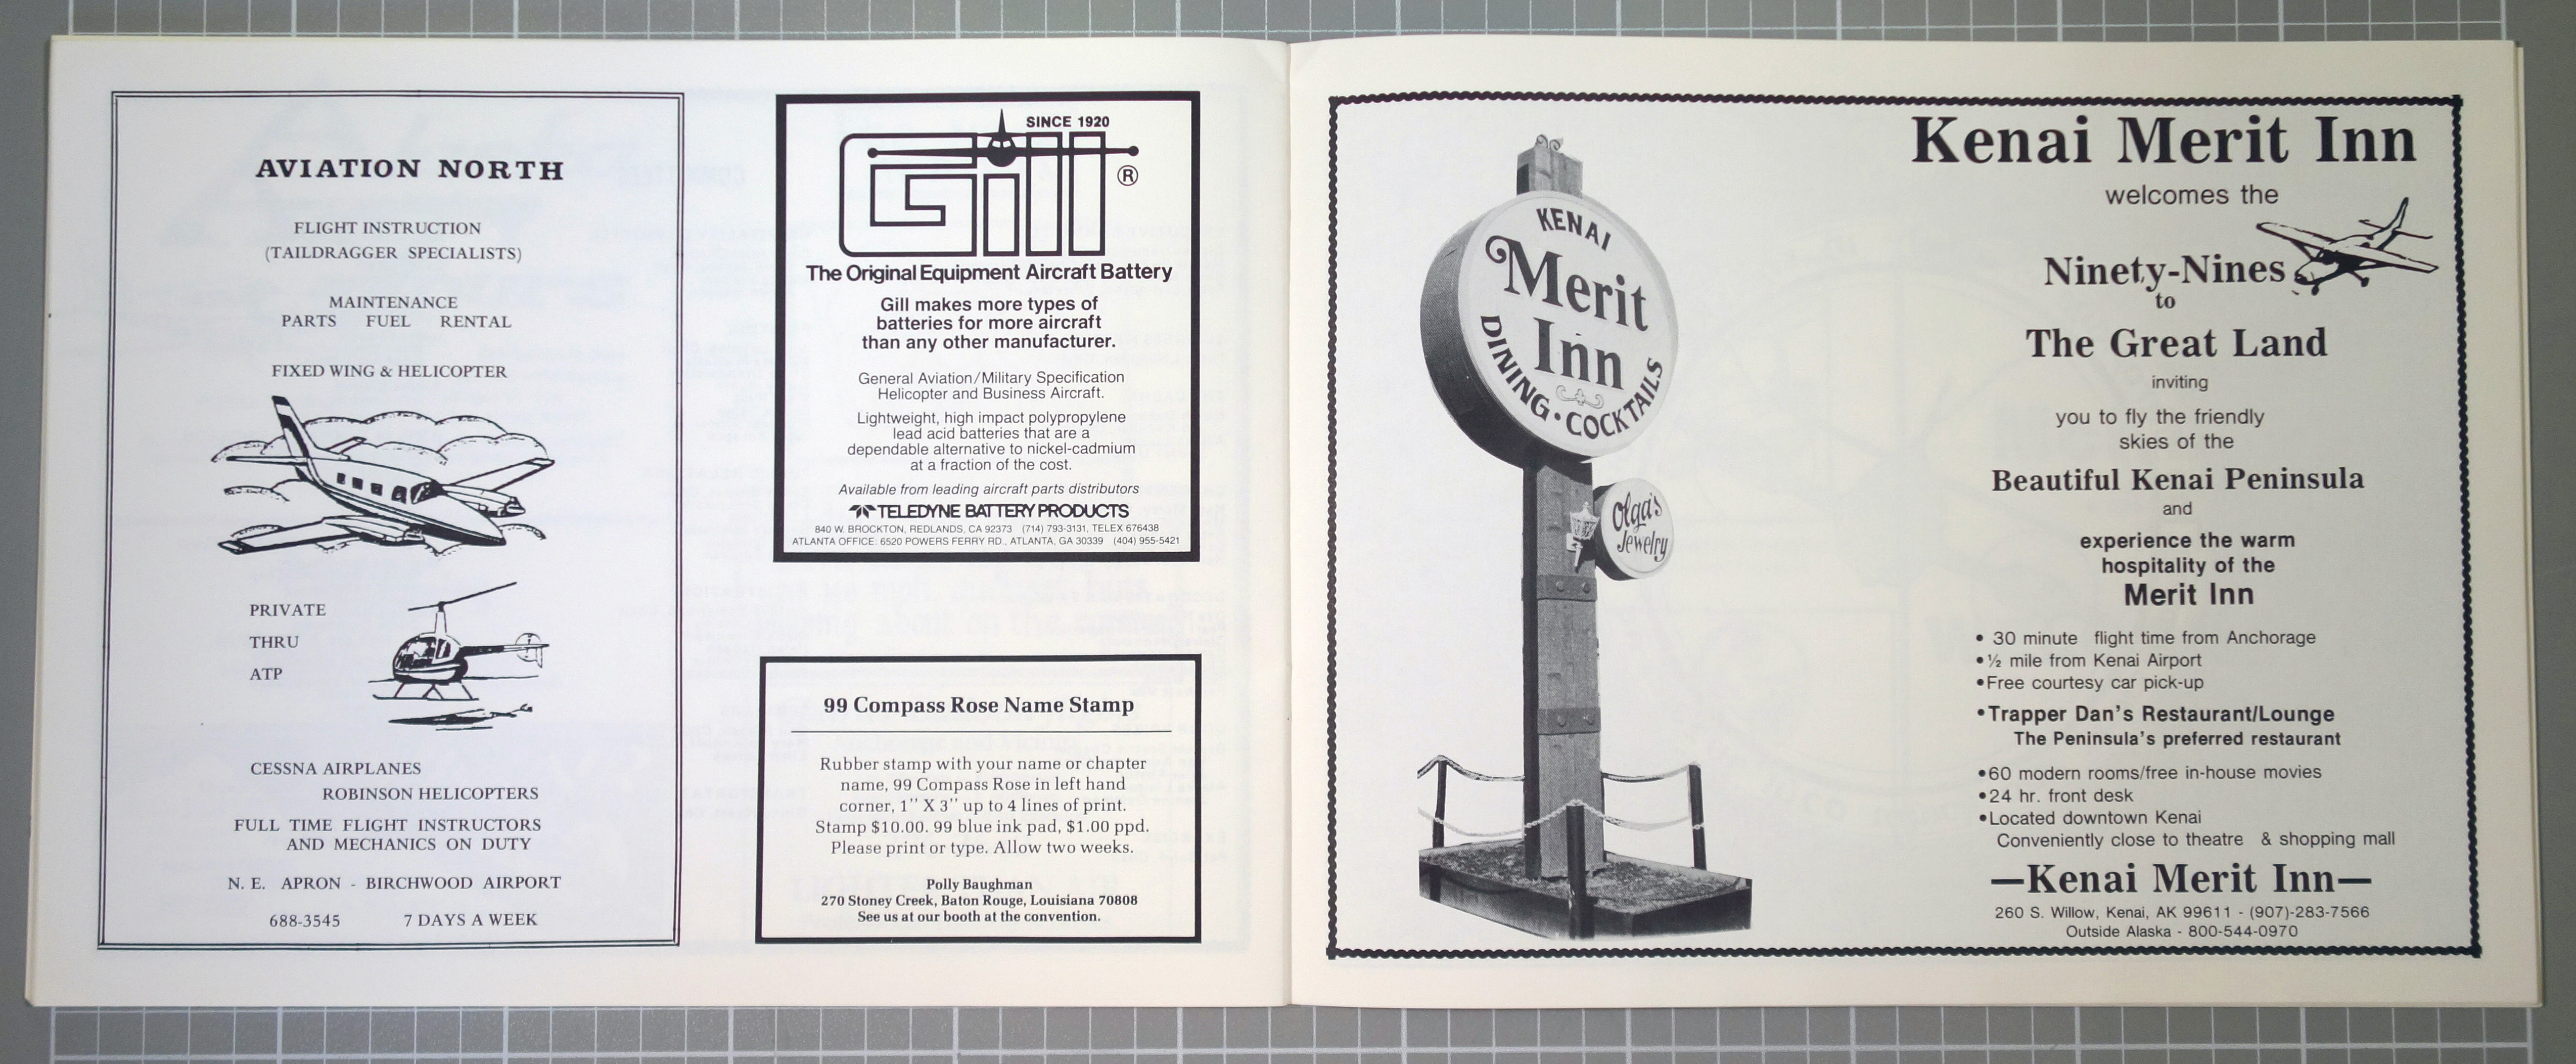 AVIATION NORTH
FLIGHT INSTRUCTION
(TAILDRAGGER SPECIALISTS)
MAINTENANCE
PARTS FUEL RENTAL
FIXED WING & HELICOPTER
PRIVATE
THRU
ATP
CESSNA AIRPLANES
ROBINSON HELICOPTERS
FULL TIME FLIGHT INSTRUCTORS
AND MECHANICS ON DUTY
N. E. APRON - BIRCHWOOD AIRPORT
688-3545 7 DAYS A WEEK
SINCE 1920
Gill ®
The Original Equipment Aircraft Battery
Gill makes more types of
batteries for more aircraft
than any other manufacturer.
General Aviation/Military Specification
Helicopter and Business Aircraft.
Lightweight, high impact polypropylene
lead acid batteries that are a
dependable alternative to nickel-cadmium
at a fraction of the cost.
Available from leading aircraft parts distributors
TELEDYNE BATTERY PRODUCTS
840 W. BROCKTON, REDLANDS, CA 92373 (714) 793-3131, TELEX 676438
ATLANTA OFFICE: 6520 POWERS FERRY RD., ATLANTA, GA 30339 (404) 955-5421
99 Compass Rose Name Stamp
Rubber stamp with your name or chapter
name, 99 Compass Rose in left hand
corner, 1'' X 3'' up to 4 lines of print.
Stamp $10.00. 99 blue ink pad, $1.00 ppd.
Please print or type. Allow two weeks.
Polly Baughman
270 Stoney Creek, Baton Rouge, Louisiana 70808
See us at our booth at the convention.
KENAI
Merit
Inn
DINING • COCKTAILS
Olga's
Jewelry
Kenai Merit Inn
welcomes the
Ninety-Nines
to
The Great Land
inviting
you to fly the friendly
skies of the
Beautiful Kenai Peninsula
and
experience the warm
hospitality of the
Merit Inn
• 30 minute flight time from Anchorage
• ½ mile from Kenai Airport
•Free courtesy car pick-up
•Trapper Dan's Restaurant/Lounge
The Peninsula's preferred restaurant
•60 modern rooms/free in-house movies
•24 hr. front desk
•Located downtown Kenai
Conveniently close to theatre & shopping mall
—Kenai Merit Inn—
260 S. Willow, Kenai, AK 99611 - (907)-283-7566
Outside Alaska - 800-544-0970